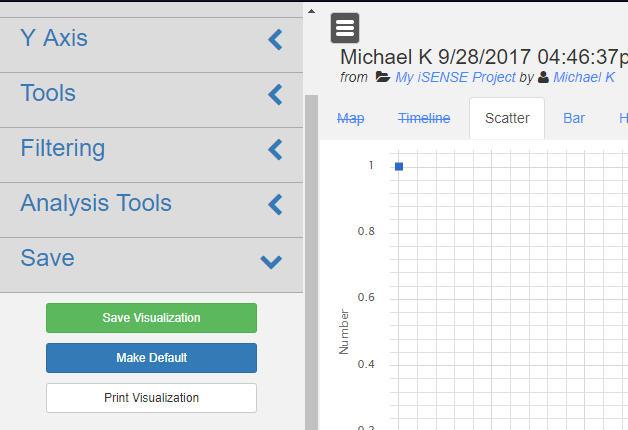 Y Axis
Tools
Filtering
Analysis Tools
Save
Save Visualization
Make Default
Print Visualization
Michael K 9/28/2017 04:46:37p
from My iSENSE Project by Michael K
Map Timeline Scatter Bar H
1
0.8
0.6
0.4
0.2
Number